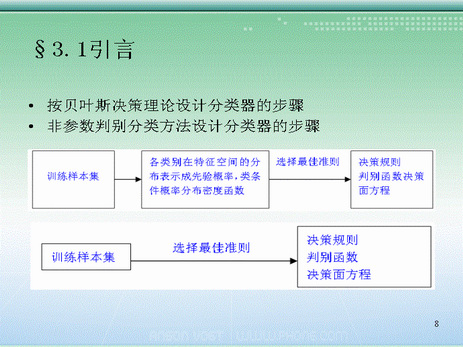 §3.1引言
• 按贝叶斯决策理论设计分类器的步骤
• 非参数判别分类方法设计分类器的步骤
训练样本集
各类别在特征空间的分
布表示成先验概率，类条
件概率分布密度函数
选择最佳准则
决策规则
判别函数决策
面方程
训练样本集
选择最佳准则
决策规则
判别函数
决策面方程
8